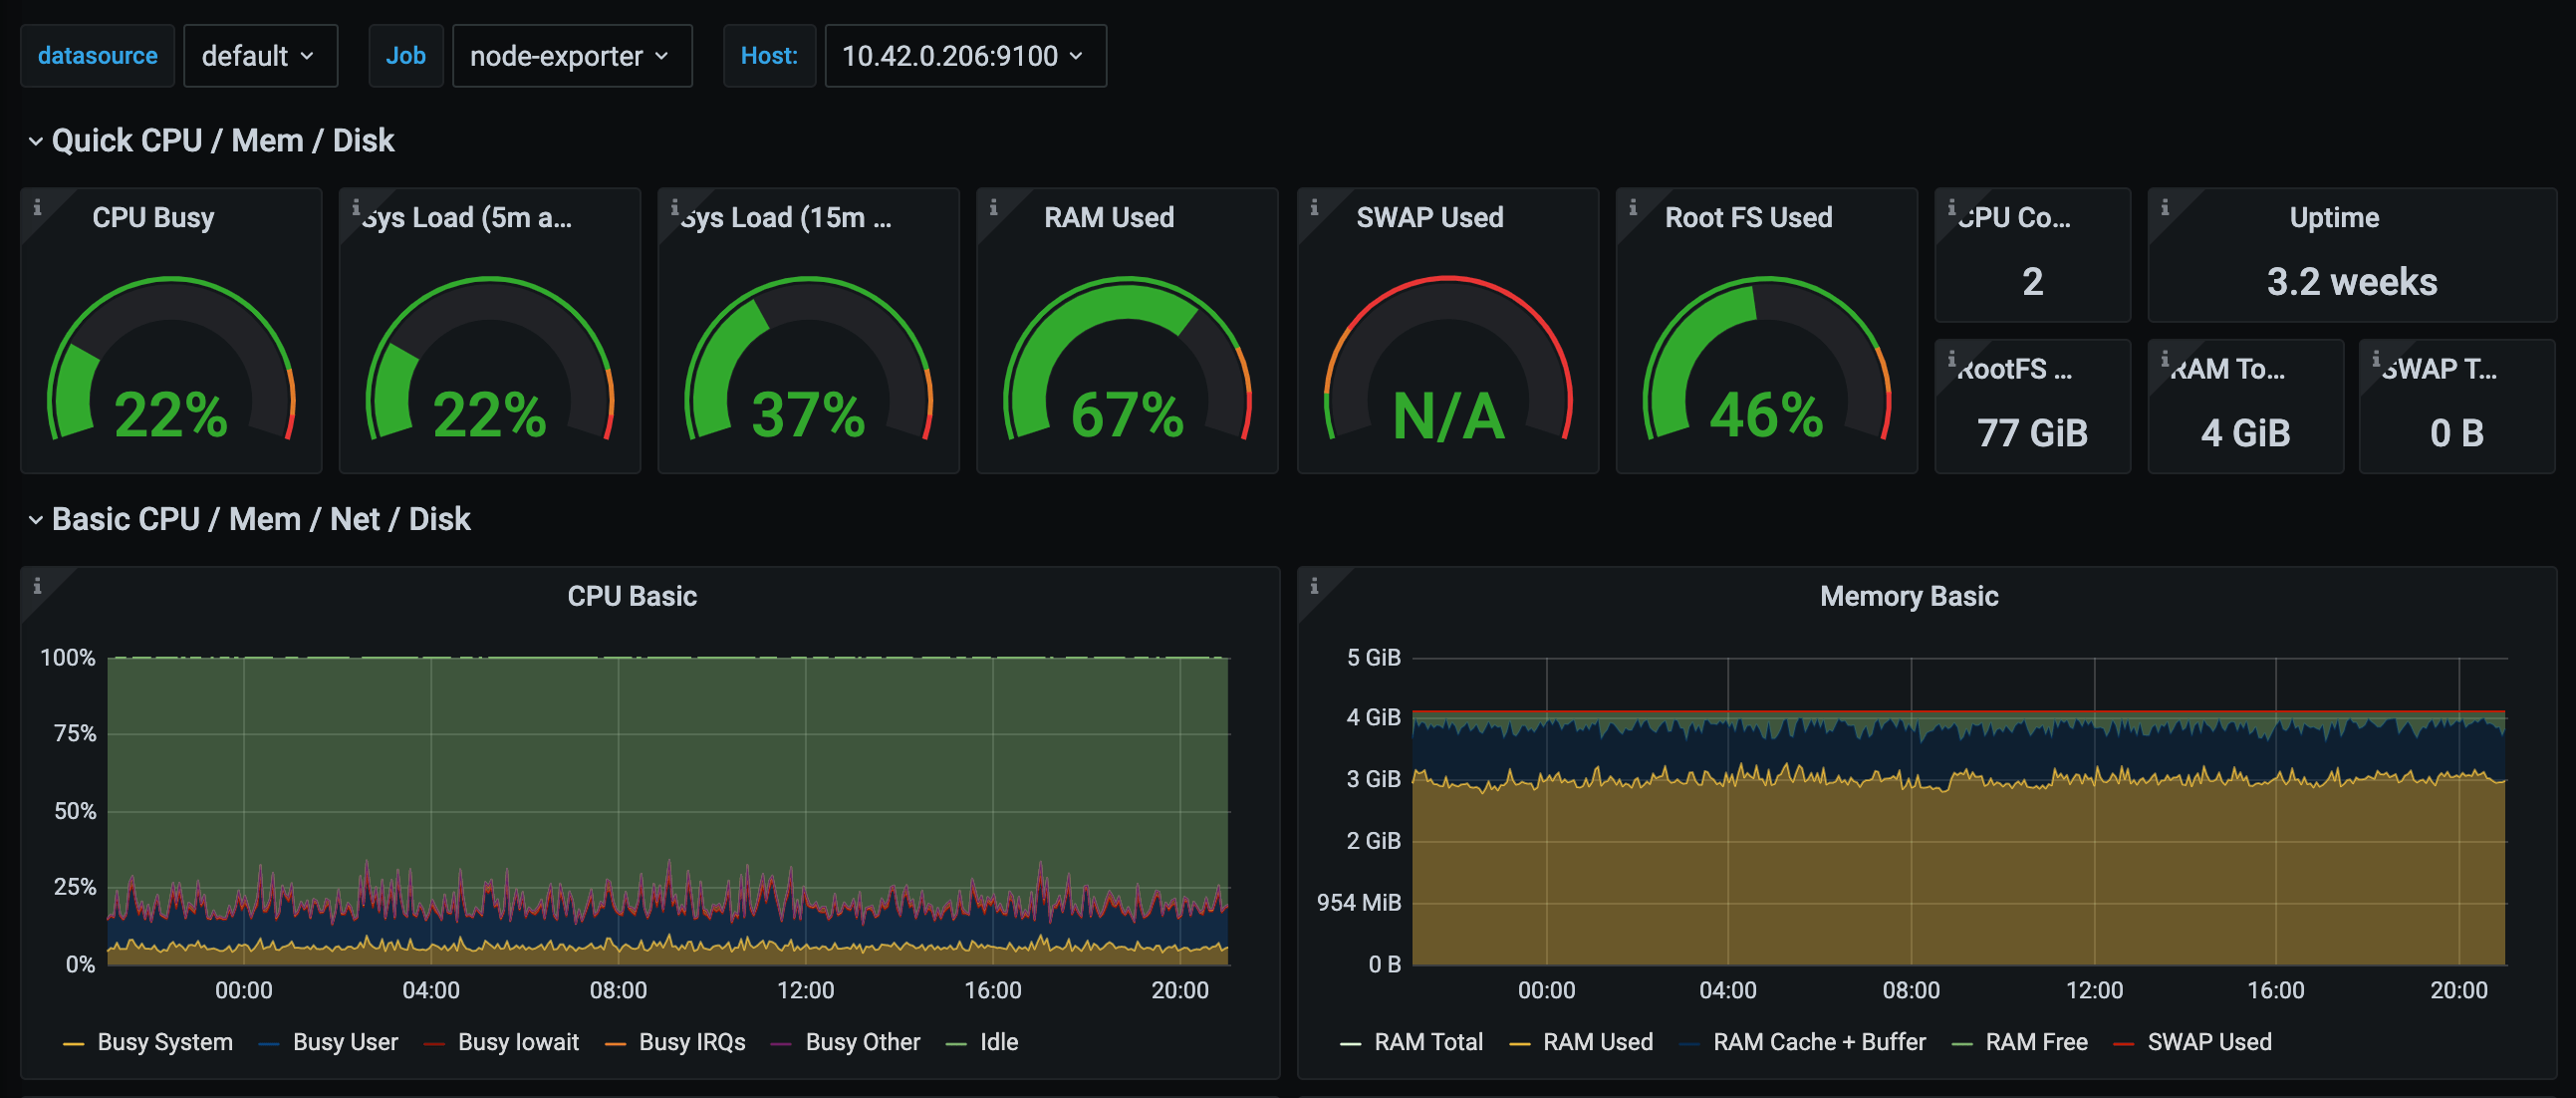 datasource default Job node-exporter Host: 10.42.0.206:9100
Quick CPU / Mem / Disk
CPU Busy
22%
Sys Load (5m a...
22%
Sys Load (15m ...
37%
RAM Used
67%
SWAP Used
N/A
Root FS Used
46%
CPU Co...
2
Uptime
3.2 weeks
RootFS ...
77 GiB
RAM To...
4 GiB
SWAP T...
0 B
Basic CPU / Mem / Net / Disk
CPU Basic
100%
75%
50%
25%
0%
00:00 04:00 08:00 12:00 16:00 20:00
Busy System Busy User Busy Iowait Busy IRQs Busy Other Idle
Memory Basic
5 GiB
4 GiB
3 GiB
2 GiB
954 MiB
0 B
00:00 04:00 08:00 12:00 16:00 20:00
RAM Total RAM Used RAM Cache + Buffer RAM Free SWAP Used